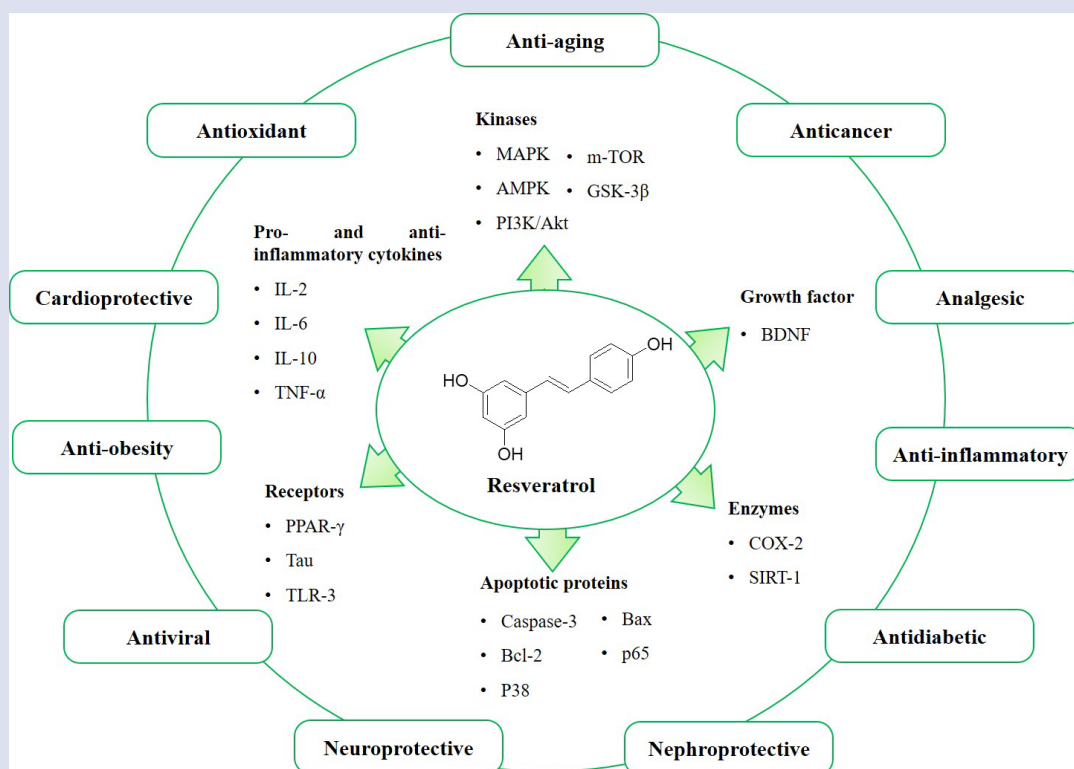 Anti-aging
Antioxidant
Anticancer
Kinases
• MAPK
• m-TOR
• AMPK
• GSK-3β
• PI3K/Akt
Pro- and anti-
inflammatory cytokines
• IL-2
• IL-6
• IL-10
• TNF-α
Cardioprotective
Growth factor
• BDNF
Analgesic
HO
OH
OH
Resveratrol
Anti-obesity
Anti-inflammatory
Receptors
• PPAR-γ
• Tau
• TLR-3
Enzymes
• COX-2
• SIRT-1
Apoptotic proteins
• Caspase-3
• Bax
• Bcl-2
• p65
• P38
Antiviral
Antidiabetic
Neuroprotective
Nephroprotective